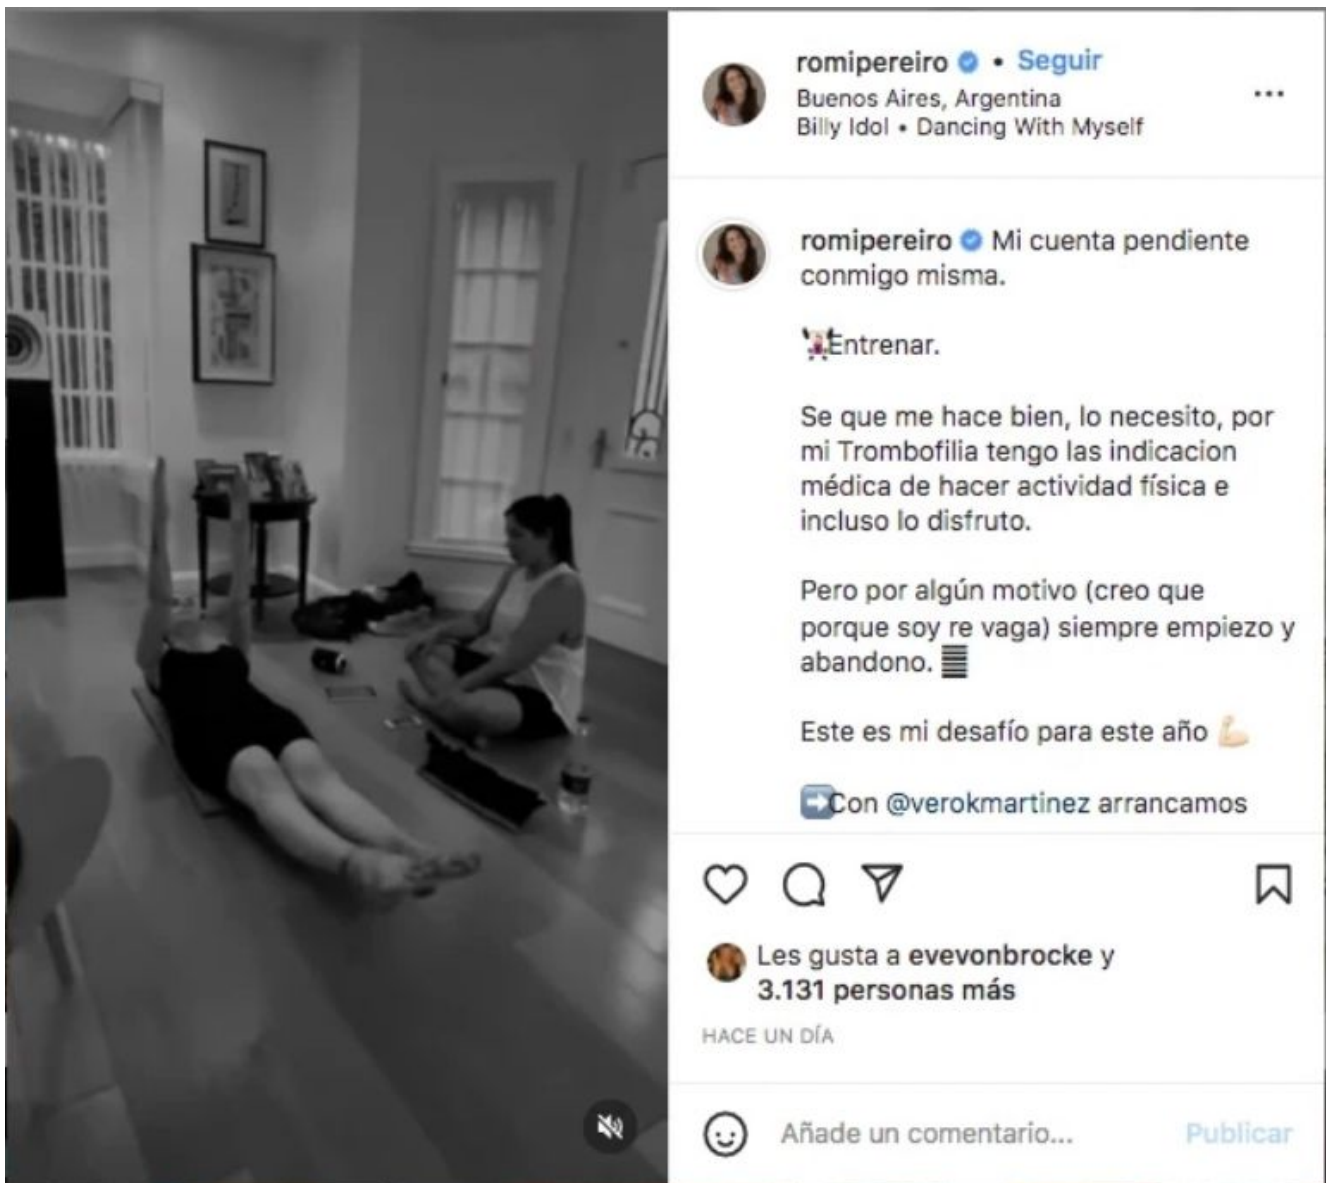 romipereiro • Seguir
Buenos Aires, Argentina
Billy Idol • Dancing With Myself
romipereiro Mi cuenta pendiente
conmigo misma.
Entrenar.
Se que me hace bien, lo necesito, por
mi Trombofilia tengo las indicacion
médica de hacer actividad física e
incluso lo disfruto.
Pero por algún motivo (creo que
porque soy re vaga) siempre empiezo y
abandono.
Este es mi desafío para este año
Con @verokmartinez arrancamos
Les gusta a evevonbrocke y
3.131 personas más
HACE UN DÍA
Añade un comentario...
Publicar